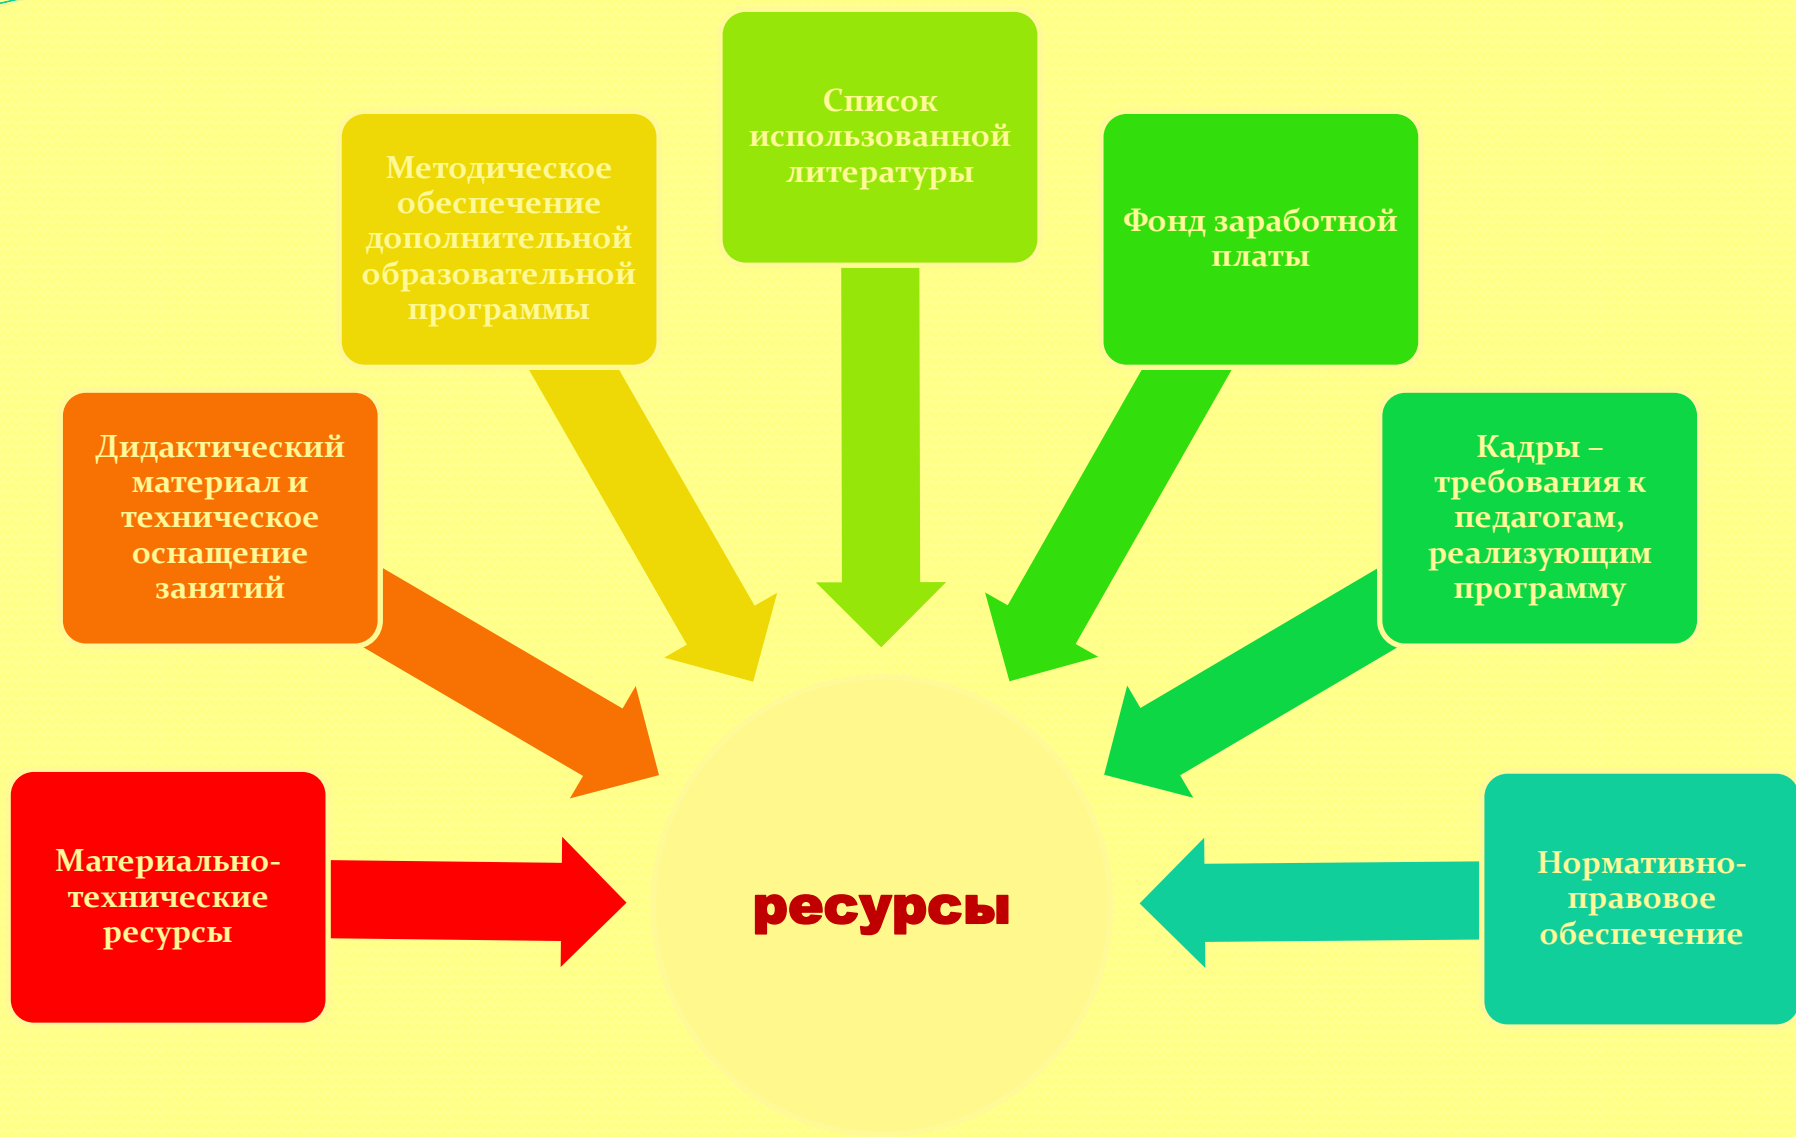 Список
использованной
литературы
Методическое
обеспечение
дополнительной
образовательной
программы
Фонд заработной
платы
Дидактический
материал и
техническое
оснащение
занятий
Кадры –
требования к
педагогам,
реализующим
программу
Материально-
технические
ресурсы
ресурсы
Нормативно-
правовое
обеспечение